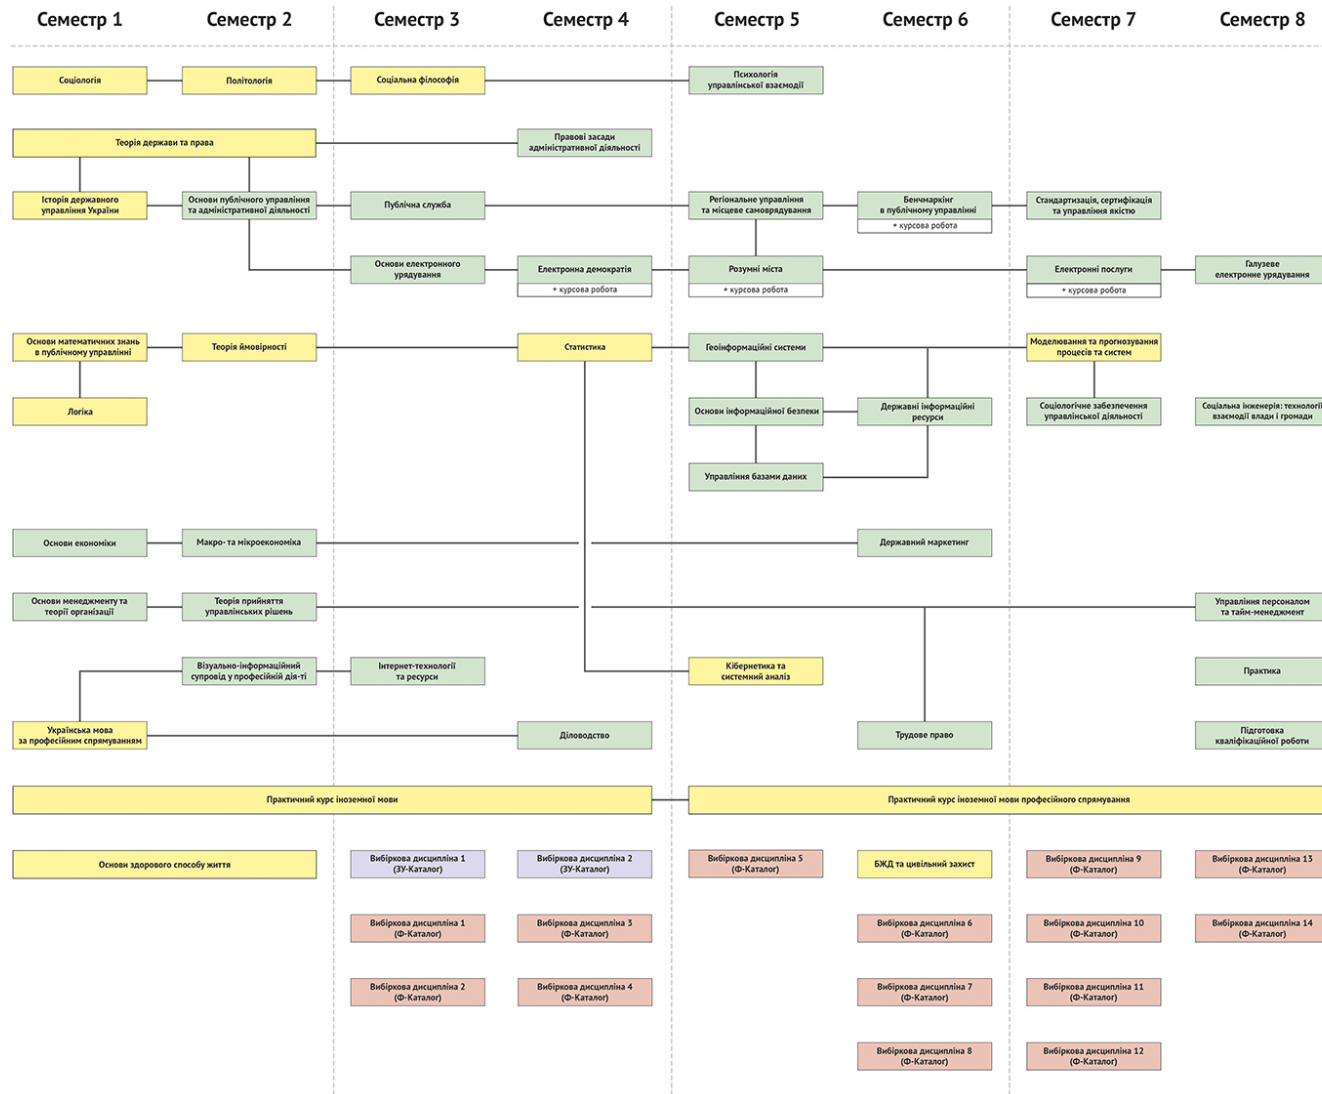 Семестр 1
Семестр 2
Семестр 3
Семестр 4
Семестр 5
Семестр 6
Семестр 7
Семестр 8
Соціологія
Політологія
Соціальна філософія
Психологія
управлінської взаємодії
Теорія держави та права
Правові засади
адміністративної діяльності
Історія державного
управління України
Основи публічного управління
та адміністративної діяльності
Публічна служба
Регіональне управління
та місцеве самоврядування
Бенчмаркінг
в публічному управлінні
+ курсова робота
Стандартизація, сертифікація
та управління якістю
Основи електронного
урядування
Електронна демократія
+ курсова робота
Розумні міста
+ курсова робота
Електронні послуги
+ курсова робота
Галузеве
електронне урядування
Основи математичних знань
в публічному управлінні
Теорія ймовірності
Статистика
Геоінформаційні системи
Моделювання та прогнозування
процесів та систем
Логіка
Основи інформаційної безпеки
Державні інформаційні
ресурси
Соціологічне забезпечення
управлінської діяльності
Соціальна інженерія: технології
взаємодії влади і громади
Управління базами даних
Основи економіки
Макро- та мікроекономіка
Державний маркетинг
Основи менеджменту та
теорії організації
Теорія прийняття
управлінських рішень
Управління персоналом
та тайм-менеджмент
Візуально-інформаційний
супровід у професійній дія-ті
Інтернет-технології
та ресурси
Кібернетика та
системний аналіз
Практика
Українська мова
за професійним спрямуванням
Діловодство
Трудове право
Підготовка
кваліфікаційної роботи
Практичний курс іноземної мови
Практичний курс іноземної мови професійного спрямування
Основи здорового способу життя
Вибіркова дисципліна 1
(ЗУ-Каталог)
Вибіркова дисципліна 2
(ЗУ-Каталог)
Вибіркова дисципліна 5
(Ф-Каталог)
БЖД та цивільний захист
Вибіркова дисципліна 9
(Ф-Каталог)
Вибіркова дисципліна 13
(Ф-Каталог)
Вибіркова дисципліна 1
(Ф-Каталог)
Вибіркова дисципліна 3
(Ф-Каталог)
Вибіркова дисципліна 6
(Ф-Каталог)
Вибіркова дисципліна 10
(Ф-Каталог)
Вибіркова дисципліна 14
(Ф-Каталог)
Вибіркова дисципліна 2
(Ф-Каталог)
Вибіркова дисципліна 4
(Ф-Каталог)
Вибіркова дисципліна 7
(Ф-Каталог)
Вибіркова дисципліна 11
(Ф-Каталог)
Вибіркова дисципліна 8
(Ф-Каталог)
Вибіркова дисципліна 12
(Ф-Каталог)